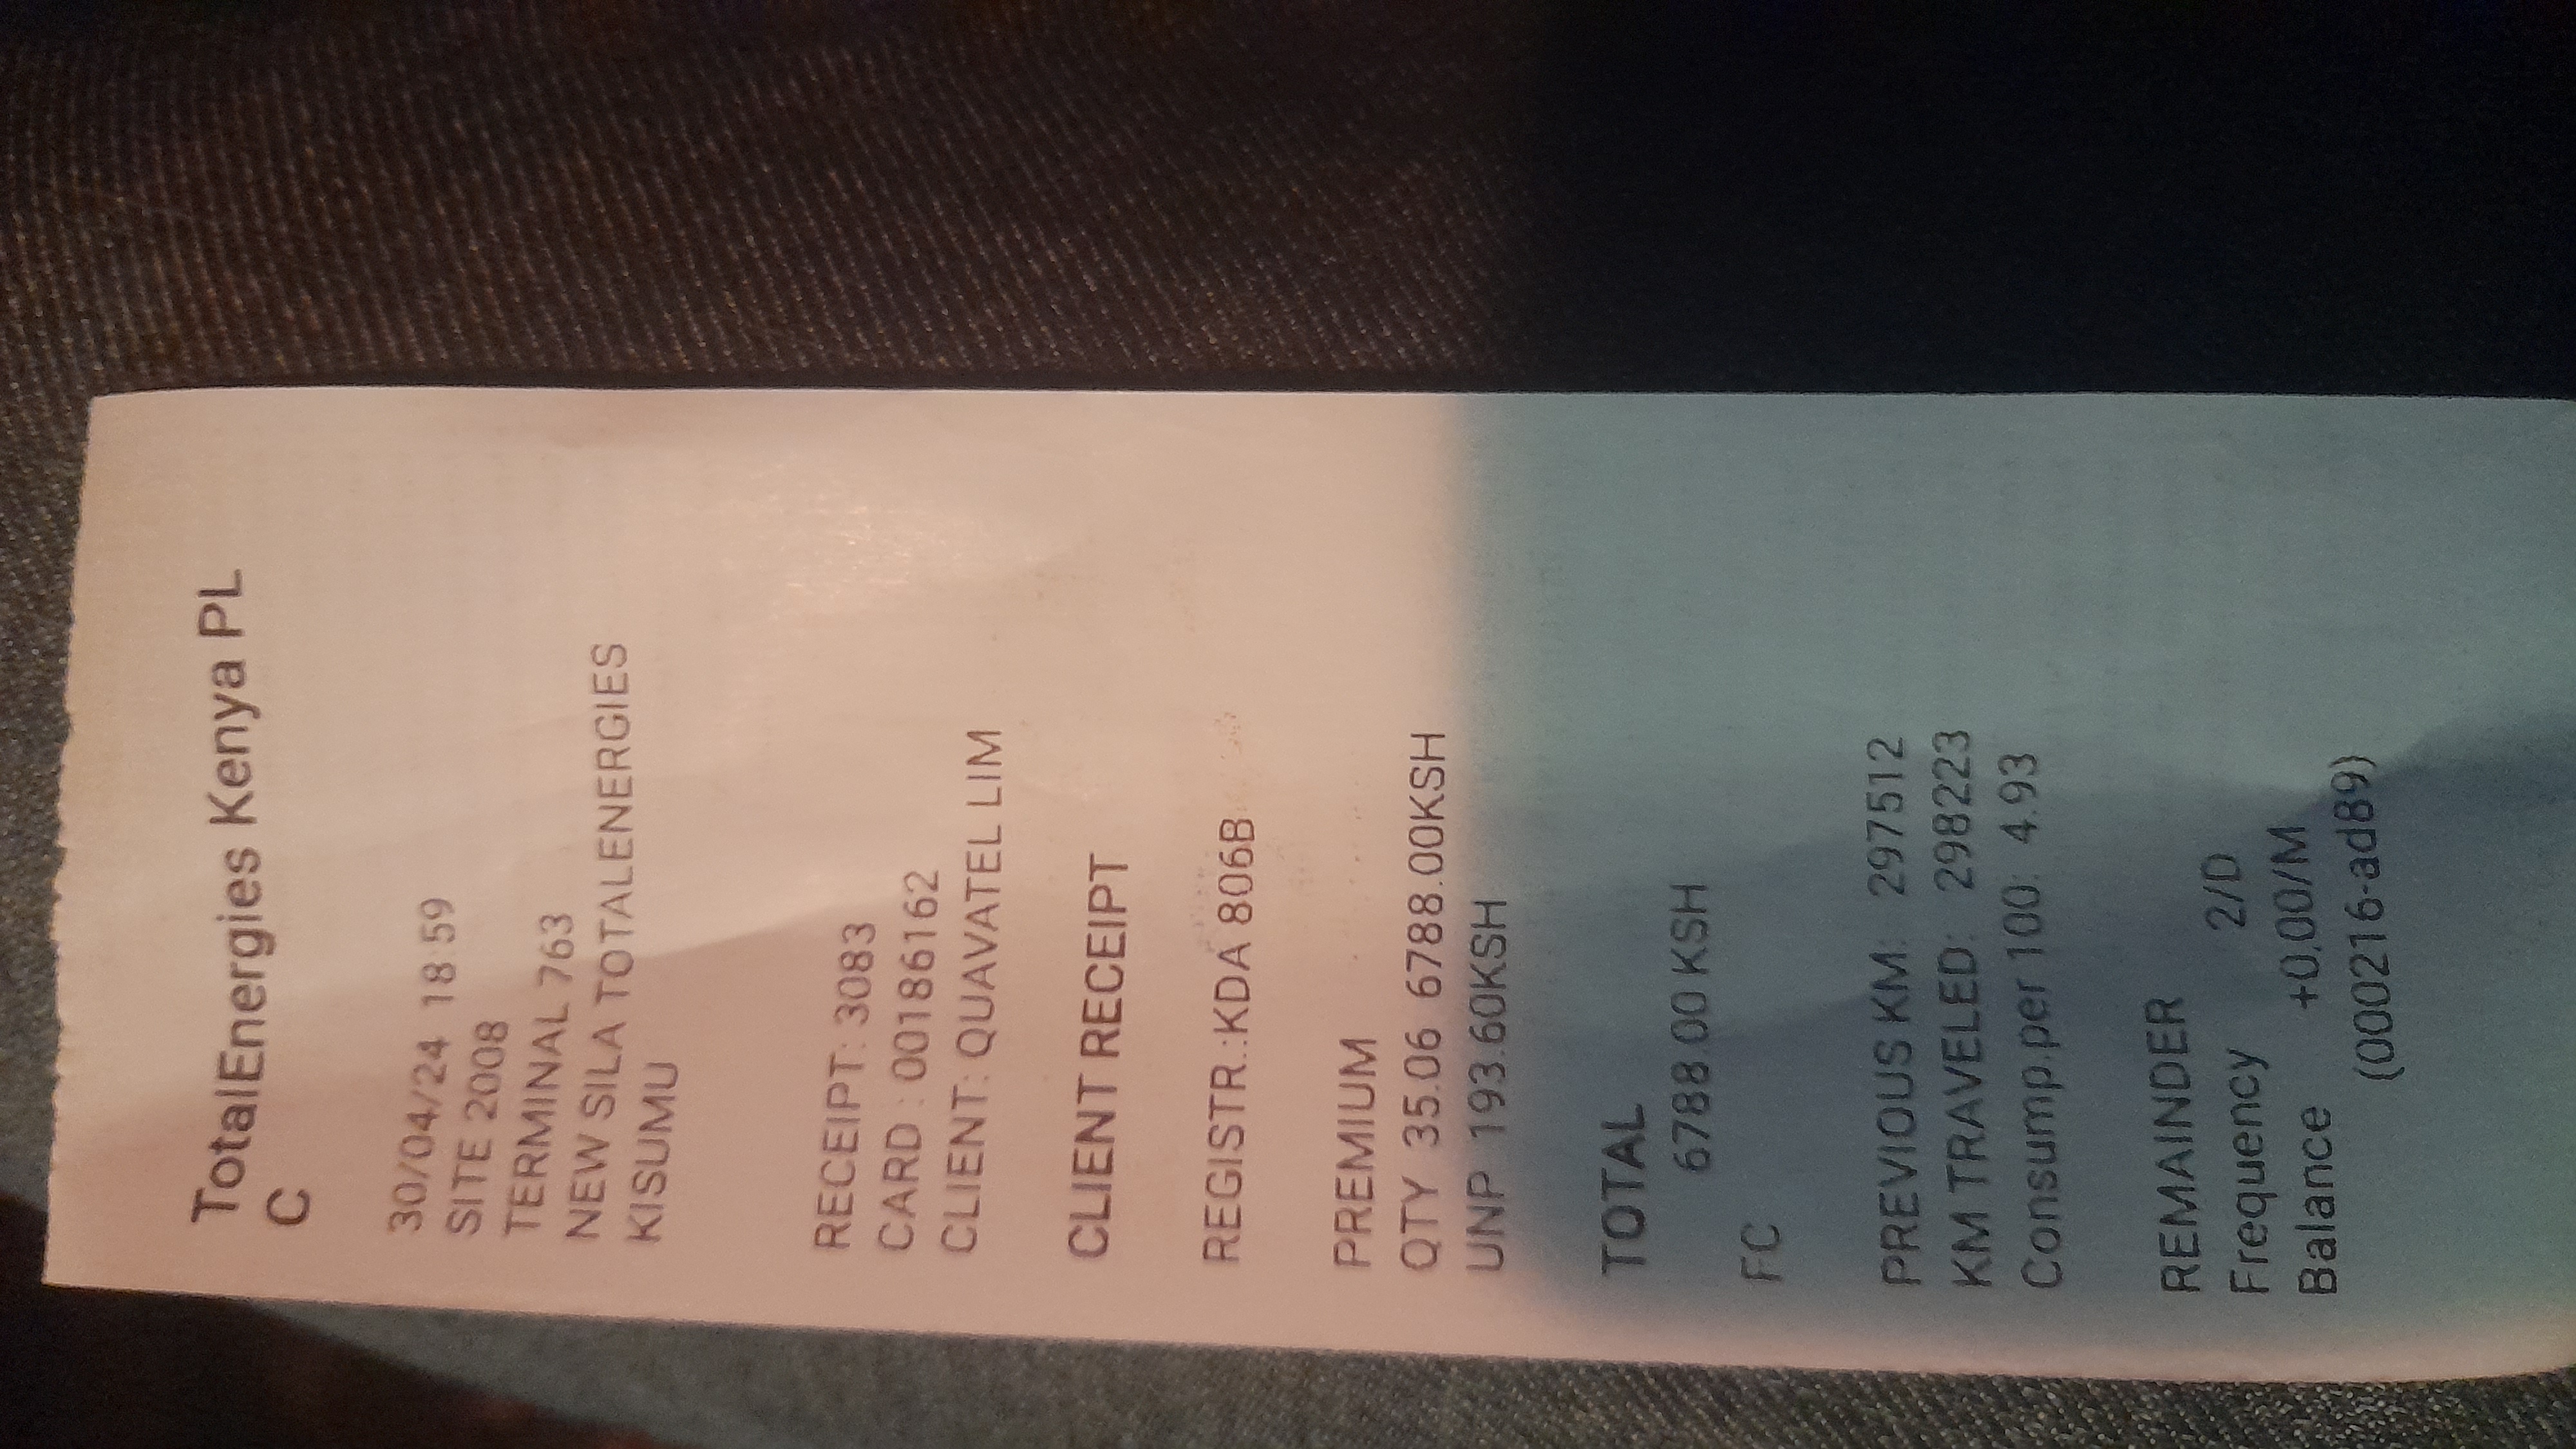 TotalEnergies Kenya PL
C
30/04/24 18 59
SITE 2008
TERMINAL 763
NEW SILA TOTALENERGIES
KISUMU
RECEIPT: 3083
CARD : 00186162
CLIENT: QUAVATEL LIM
CLIENT RECEIPT
REGISTR.:KDA 806B
PREMIUM
QTY 35.06 6788.00KSH
UNP 193.60KSH
TOTAL
6788.00 KSH
FC
PREVIOUS KM: 297512
KM TRAVELED: 298223
Consump.per 100: 4.93
REMAINDER
Frequency 2/D
Balance +0.00/M
(000216-ad89)